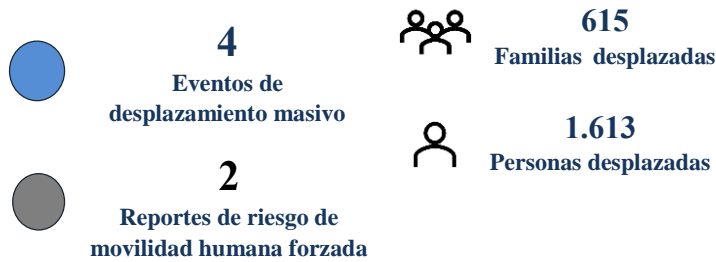 4
Eventos de
desplazamiento masivo
2
Reportes de riesgo de
movilidad humana forzada
615
Familias desplazadas
1.613
Personas desplazadas